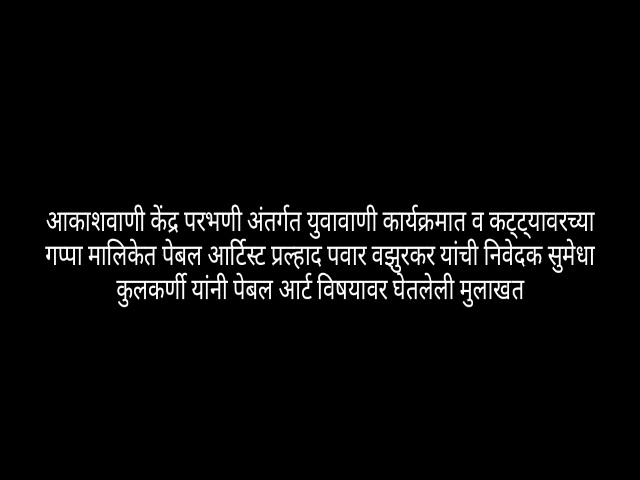 आकाशवाणी केंद्र परभणी अंतर्गत युवावाणी कार्यक्रमात व कट्ट्यावरच्या
गप्पा मालिकेत पेबल आर्टिस्ट प्रल्हाद पवार वझुरकर यांची निवेदक सुमेधा
कुलकर्णी यांनी पेबल आर्ट विषयावर घेतलेली मुलाखत